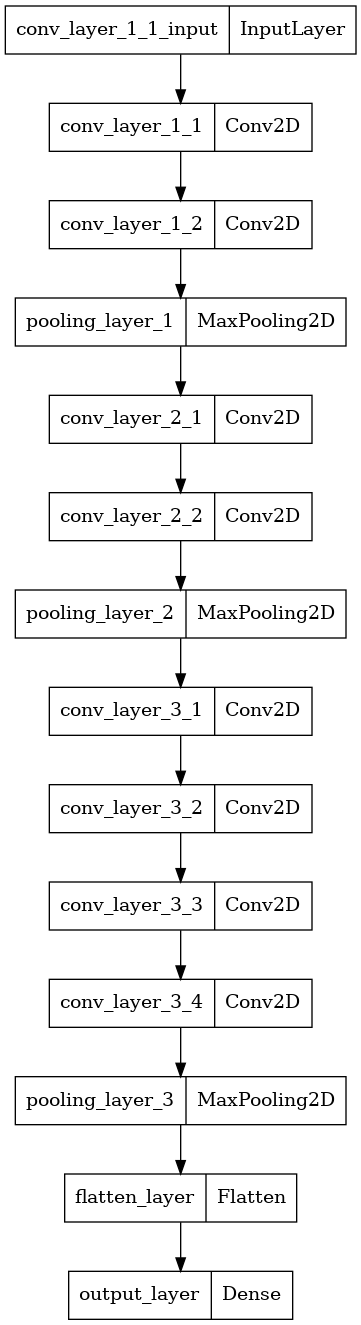 conv_layer_1_1_input InputLayer
conv_layer_1_1 Conv2D
conv_layer_1_2 Conv2D
pooling_layer_1 MaxPooling2D
conv_layer_2_1 Conv2D
conv_layer_2_2 Conv2D
pooling_layer_2 MaxPooling2D
conv_layer_3_1 Conv2D
conv_layer_3_2 Conv2D
conv_layer_3_3 Conv2D
conv_layer_3_4 Conv2D
pooling_layer_3 MaxPooling2D
flatten_layer Flatten
output_layer Dense